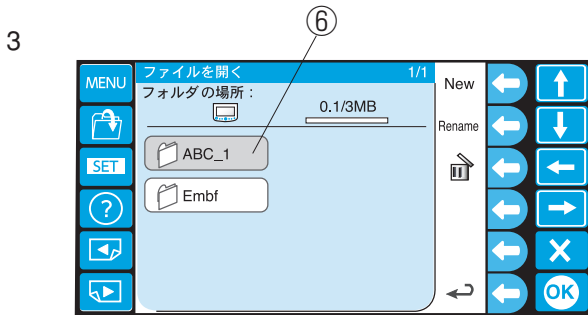 ⑥
3
MENU
ファイルを開く 1/1
New
フォルダの場所：
0.1/3MB
Rename
ABC_1
SET
Embf
?
OK